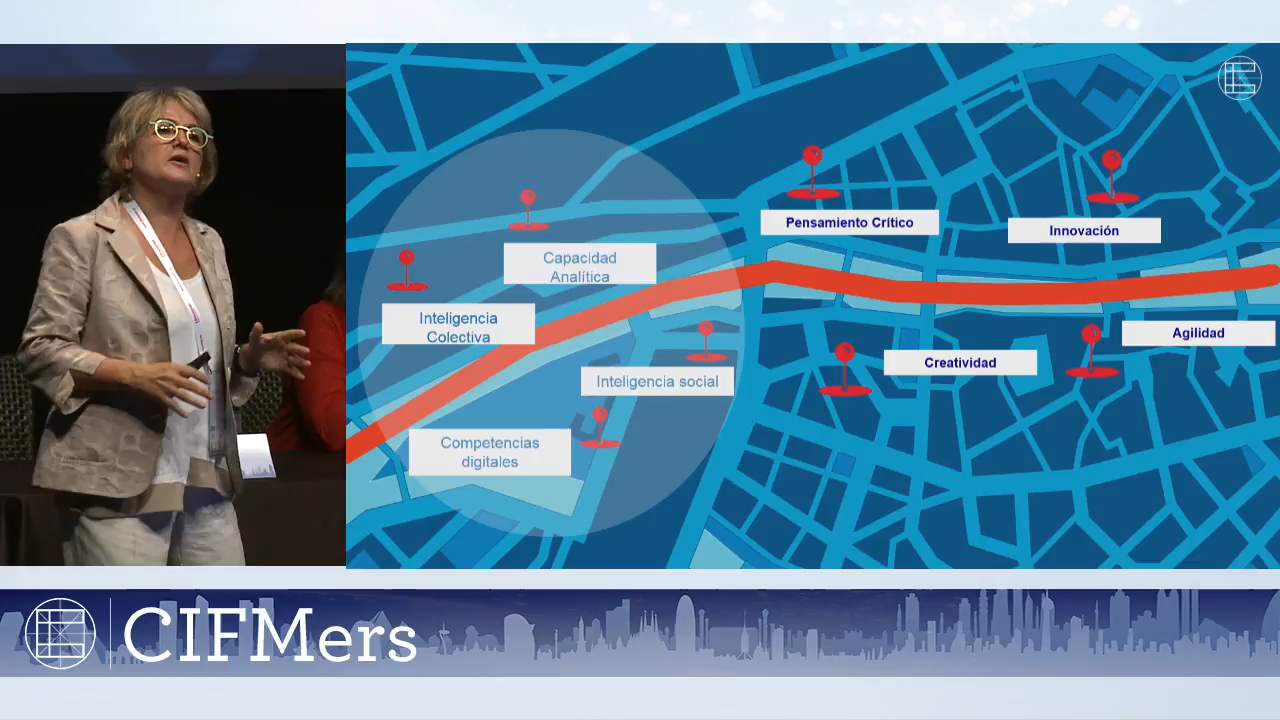 Pensamiento Crítico
Innovación
Capacidad
Analítica
Inteligencia
Colectiva
Agilidad
Creatividad
Inteligencia social
Competencias
digitales
CIFMers